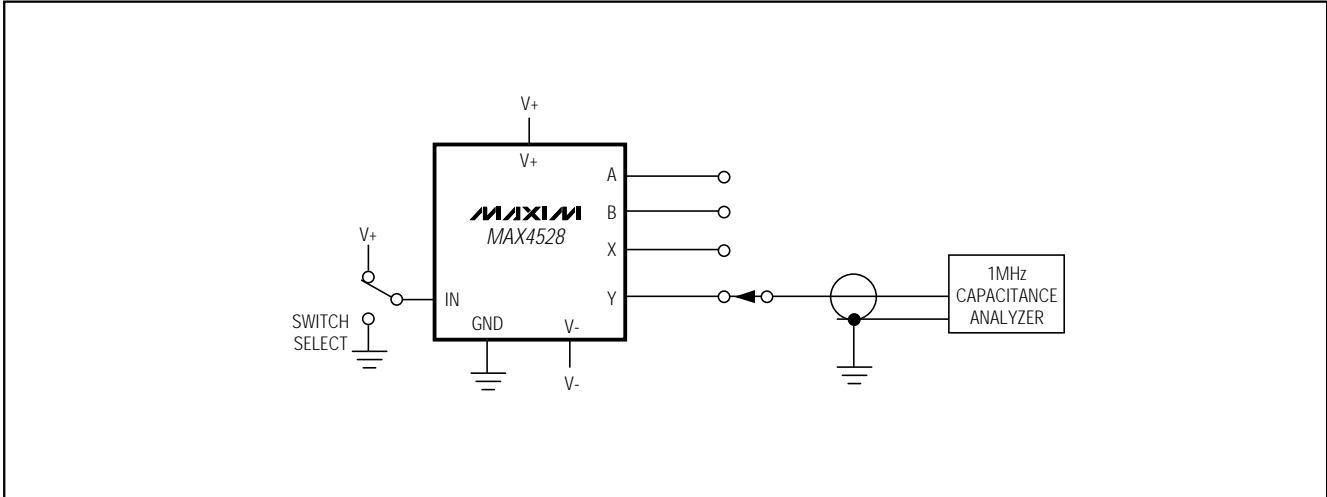 V+
V+
A
MAXIM
B
MAX4528
V+
X
1MHz
CAPACITANCE
ANALYZER
IN
Y
SWITCH
SELECT
GND
V-
V-